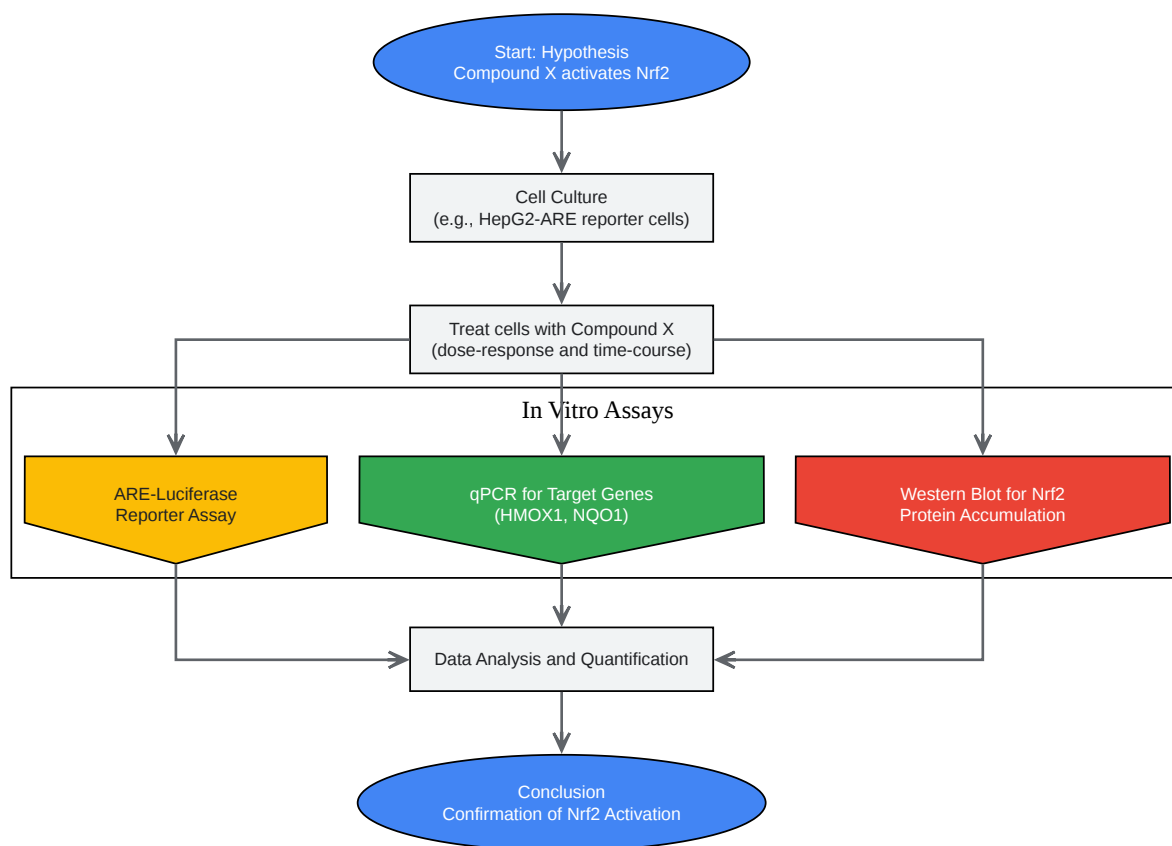 Start: Hypothesis
Compound X activates Nrf2
Cell Culture
(e.g., HepG2-ARE reporter cells)
Treat cells with Compound X
(dose-response and time-course)
In Vitro Assays
ARE-Luciferase
Reporter Assay
qPCR for Target Genes
(HMOX1, NQO1)
Western Blot for Nrf2
Protein Accumulation
Data Analysis and Quantification
Conclusion
Confirmation of Nrf2 Activation